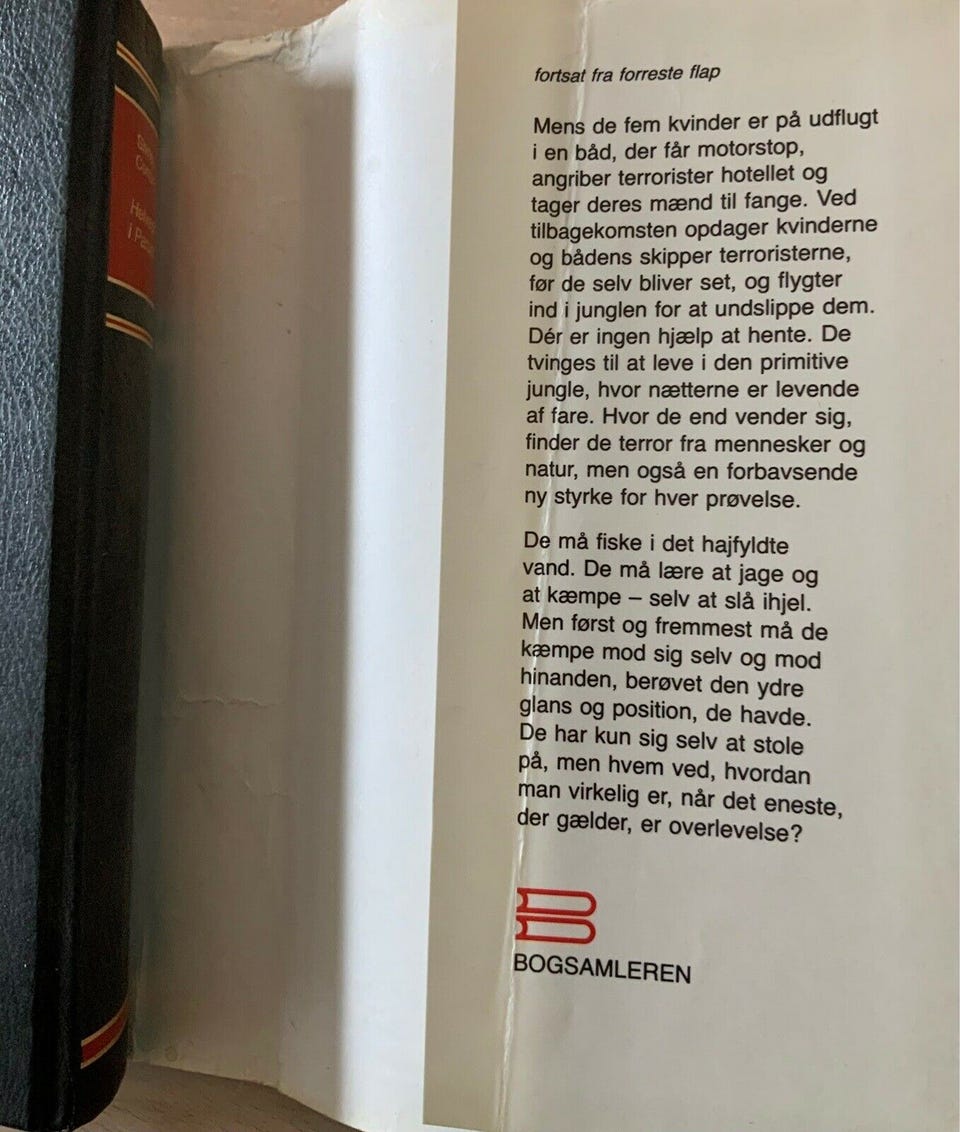 fortsat fra forreste flap
Mens de fem kvinder er på udflugt
i en båd, der får motorstop,
angriber terrorister hotellet og
tager deres mænd til fange. Ved
tilbagekomsten opdager kvinderne
og bådens skipper terroristerne,
før de selv bliver set, og flygter
ind i junglen for at undslippe dem.
Dér er ingen hjælp at hente. De
tvinges til at leve i den primitive
jungle, hvor nætterne er levende
af fare. Hvor de end vender sig,
finder de terror fra mennesker og
natur, men også en forbavsende
ny styrke for hver prøvelse.
De må fiske i det hajfyldte
vand. De må lære at jage og
at kæmpe – selv at slå ihjel.
Men først og fremmest må de
kæmpe mod sig selv og mod
hinanden, berøvet den ydre
glans og position, de havde.
De har kun sig selv at stole
på, men hvem ved, hvordan
man virkelig er, når det eneste,
der gælder, er overlevelse?
BOGSAMLEREN